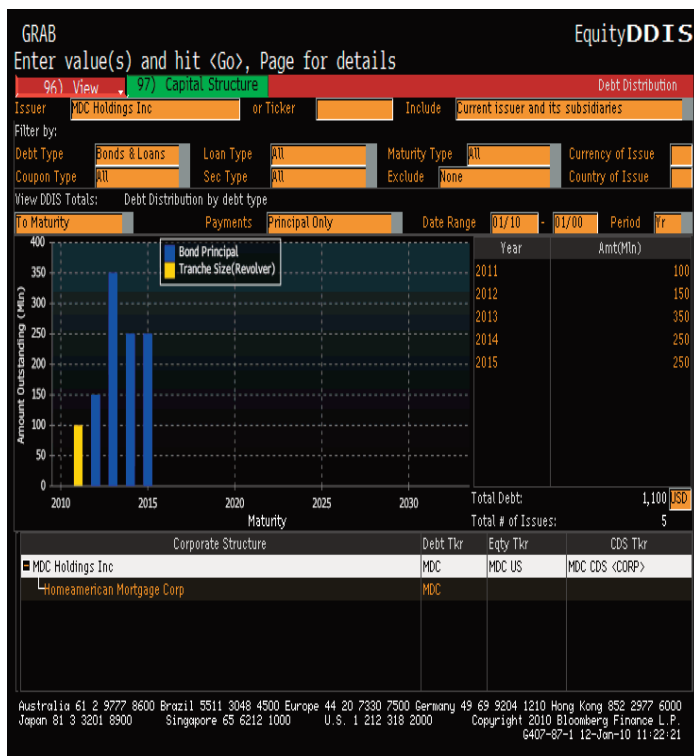 GRAB EquityDDIS
Enter value(s) and hit <Go>, Page for details
96) View 97) Capital Structure Debt Distribution
Issuer MDC Holdings Inc or Ticker Include Current issuer and its subsidiaries
Filter by:
Debt Type Bonds & Loans Loan Type All Maturity Type All Currency of Issue
Coupon Type All Sec Type All Exclude None Country of Issue
View DDIS Totals: Debt Distribution by debt type
To Maturity Payments Principal Only Date Range 01/10 - 01/00 Period Yr
Year Amt(Mln)
2011 100
2012 150
2013 350
2014 250
2015 250
Bond Principal
Tranche Size(Revolver)
Amount Outstanding (Mln)
400
350
300
250
200
150
100
50
0
2010 2015 2020 2025 2030
Maturity
Total Debt: 1,100 USD
Total # of Issues: 5
Corporate Structure Debt Tkr Eqty Tkr CDS Tkr
MDC Holdings Inc MDC MDC US MDC CDS <CORP>
Homeamerican Mortgage Corp MDC
Australia 61 2 9777 8600 Brazil 5511 3048 4500 Europe 44 20 7330 7500 Germany 49 69 9204 1210 Hong Kong 852 2977 6000
Japan 81 3 3201 8900 Singapore 65 6212 1000 U.S. 1 212 318 2000 Copyright 2010 Bloomberg Finance L.P.
G407-87-1 12-Jan-10 11:22:21